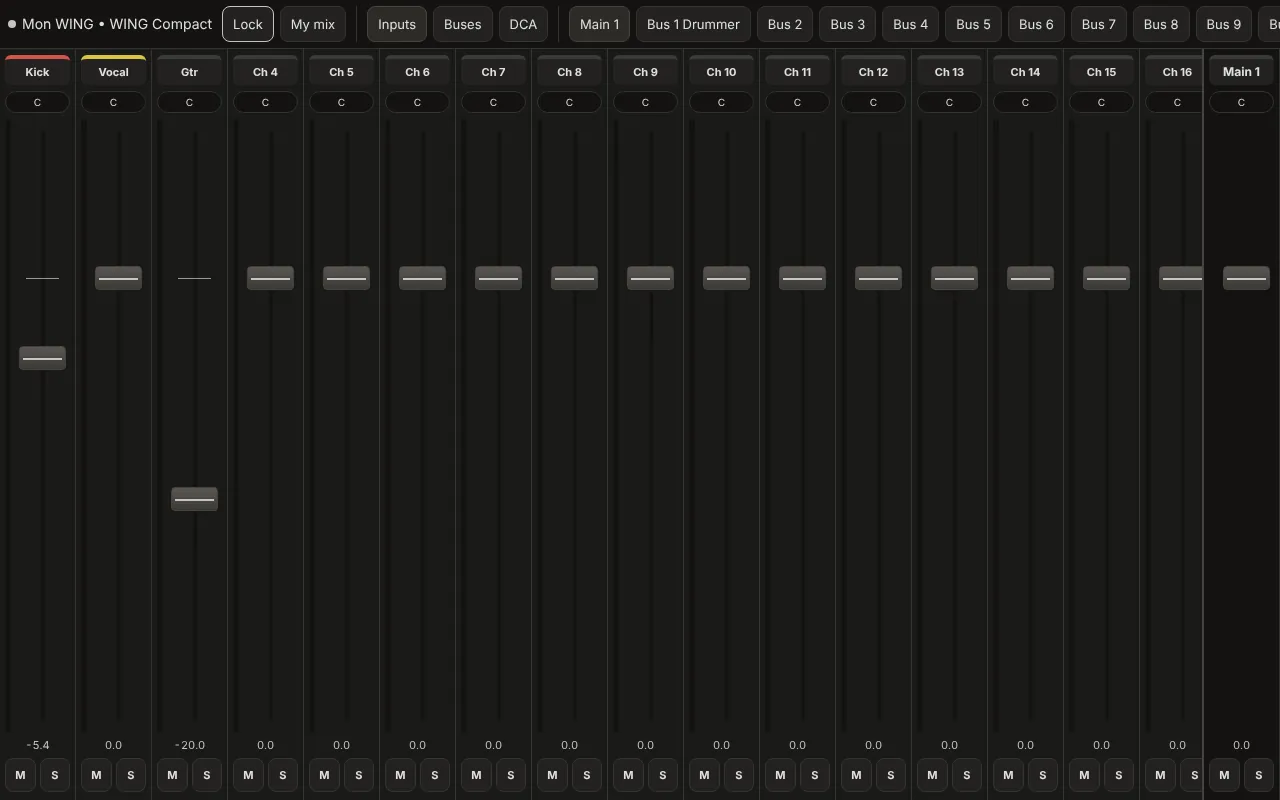 Mon WING • WING Compact Lock My mix Inputs Buses DCA Main 1 Bus 1 Drummer Bus 2 Bus 3 Bus 4 Bus 5 Bus 6 Bus 7 Bus 8 Bus 9
Kick Vocal Gtr Ch 4 Ch 5 Ch 6 Ch 7 Ch 8 Ch 9 Ch 10 Ch 11 Ch 12 Ch 13 Ch 14 Ch 15 Ch 16 Main 1
C C C C C C C C C C C C C C C C C
-5.4 0.0 -20.0 0.0 0.0 0.0 0.0 0.0 0.0 0.0 0.0 0.0 0.0 0.0 0.0 0.0 0.0
M S M S M S M S M S M S M S M S M S M S M S M S M S M S M S M S M S